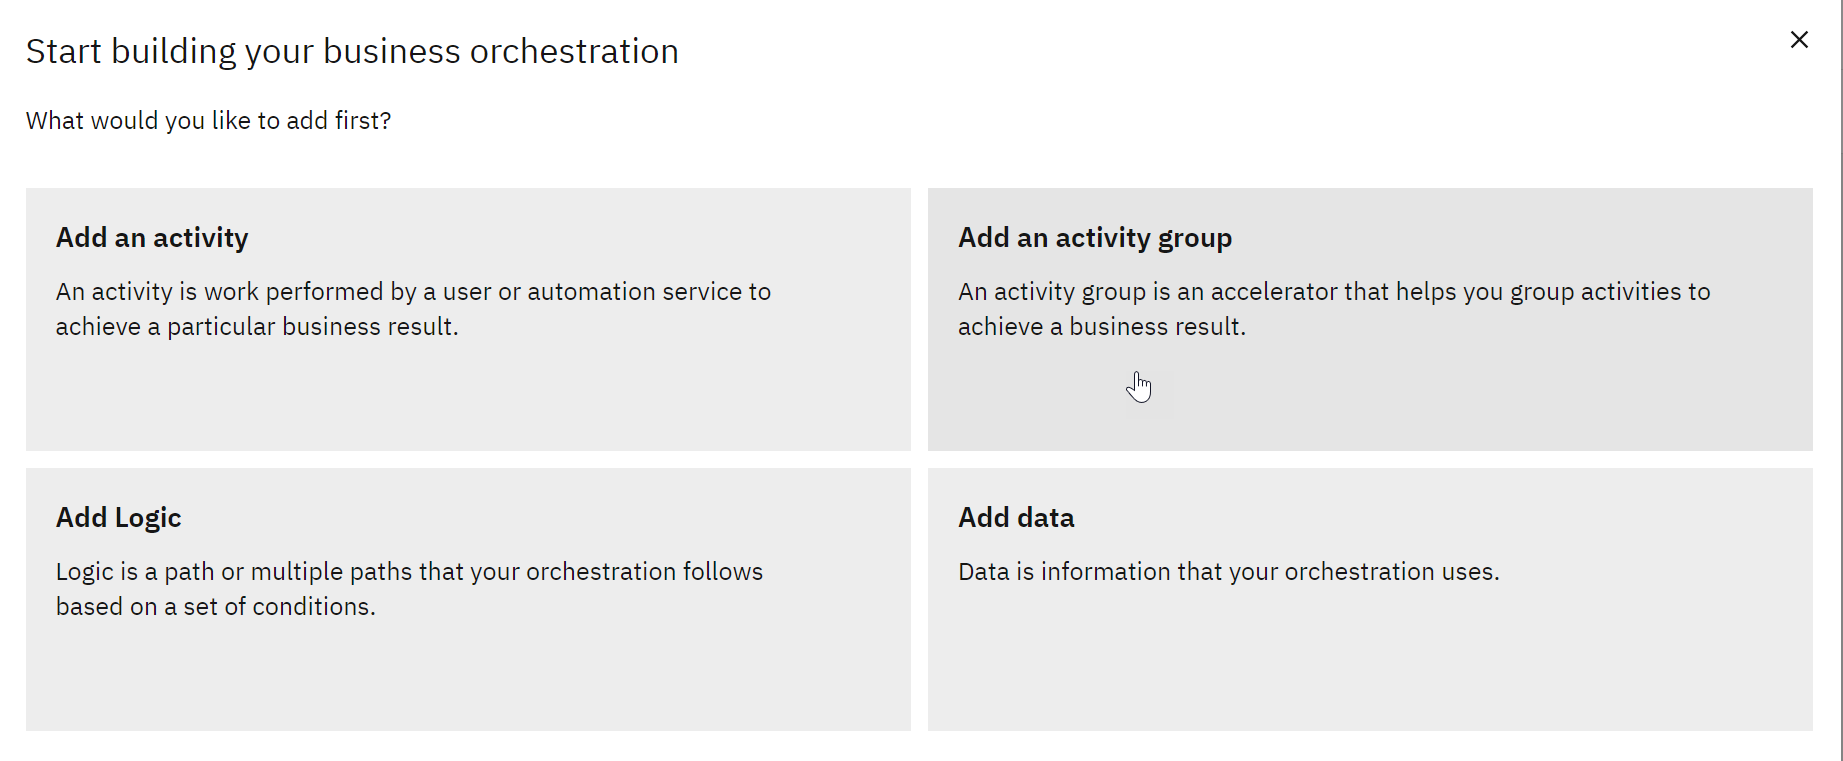 Start building your business orchestration
What would you like to add first?
Add an activity
An activity is work performed by a user or automation service to
achieve a particular business result.
Add an activity group
An activity group is an accelerator that helps you group activities to
achieve a business result.
Add Logic
Logic is a path or multiple paths that your orchestration follows
based on a set of conditions.
Add data
Data is information that your orchestration uses.